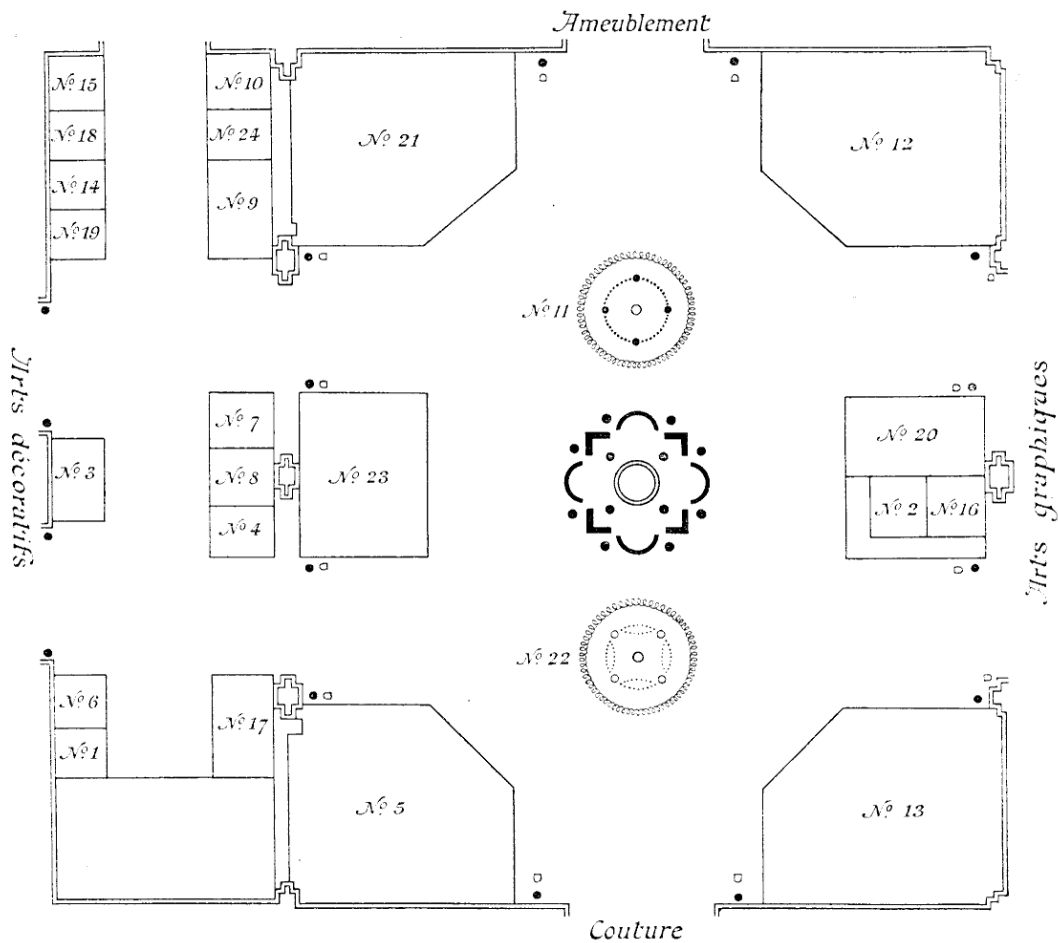 Ameublement
Nº 15
Nº 10
Nº 18
Nº 24
Nº 21
Nº 12
Nº 14
Nº 9
Nº 19
Nº 11
Arts décoratifs
Arts graphiques
Nº 7
Nº 20
Nº 3
Nº 8
Nº 23
Nº 2
Nº 16
Nº 4
Nº 22
Nº 6
Nº 17
Nº 1
Nº 5
Nº 13
Couture